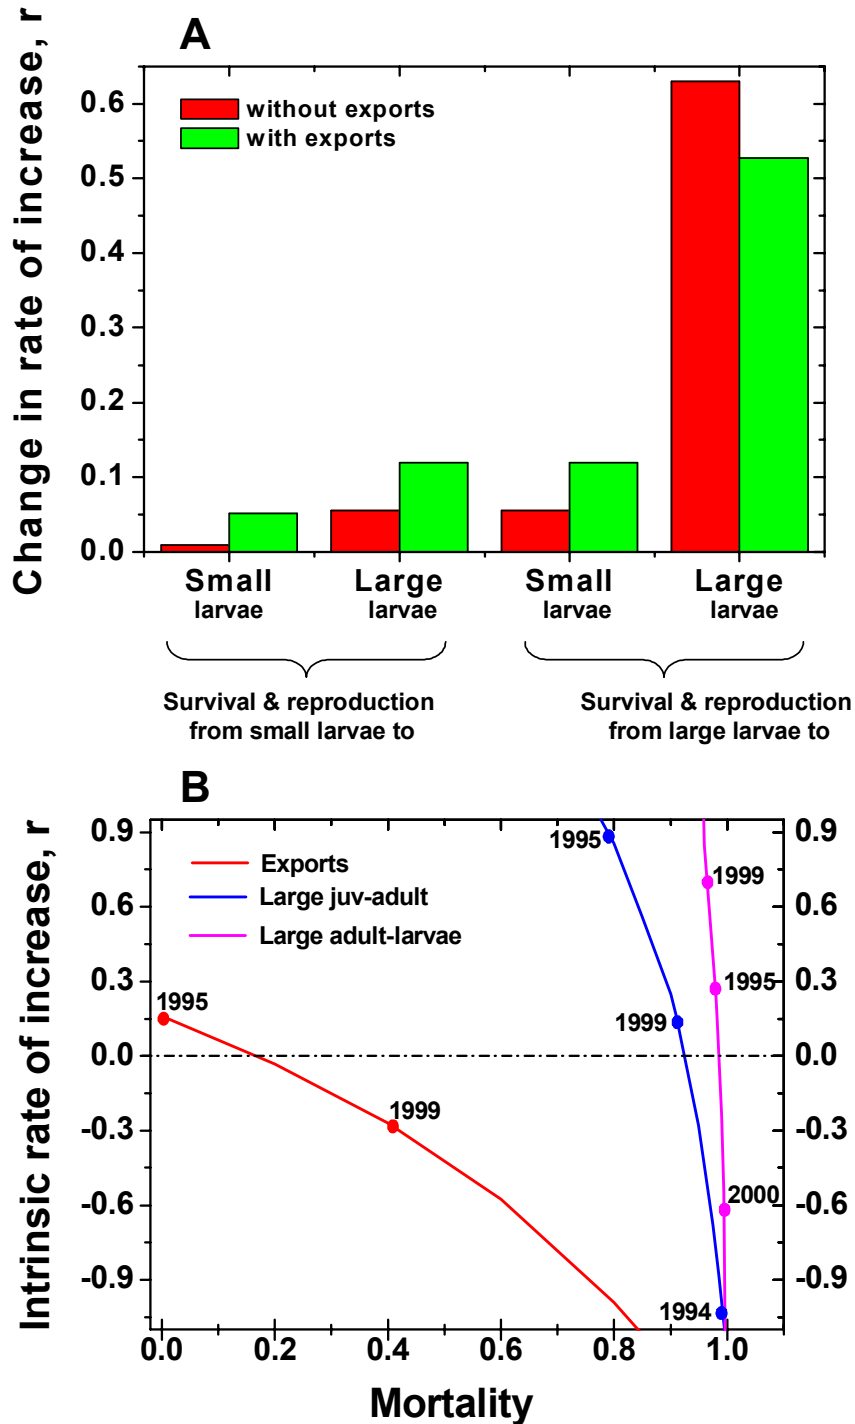 A
Change in rate of increase, r
0.6
0.5
0.4
0.3
0.2
0.1
0.0
without exports
with exports
Small Large Small Large
larvae larvae larvae larvae
Survival & reproduction Survival & reproduction
from small larvae to from large larvae to
B
Intrinsic rate of increase, r
0.9 0.9
0.6 0.6
0.3 0.3
0.0 0.0
-0.3 -0.3
-0.6 -0.6
-0.9 -0.9
Exports
Large juv-adult
Large adult-larvae
1995
1999
1995
1995
1999
1999
2000
1994
0.0 0.2 0.4 0.6 0.8 1.0
Mortality